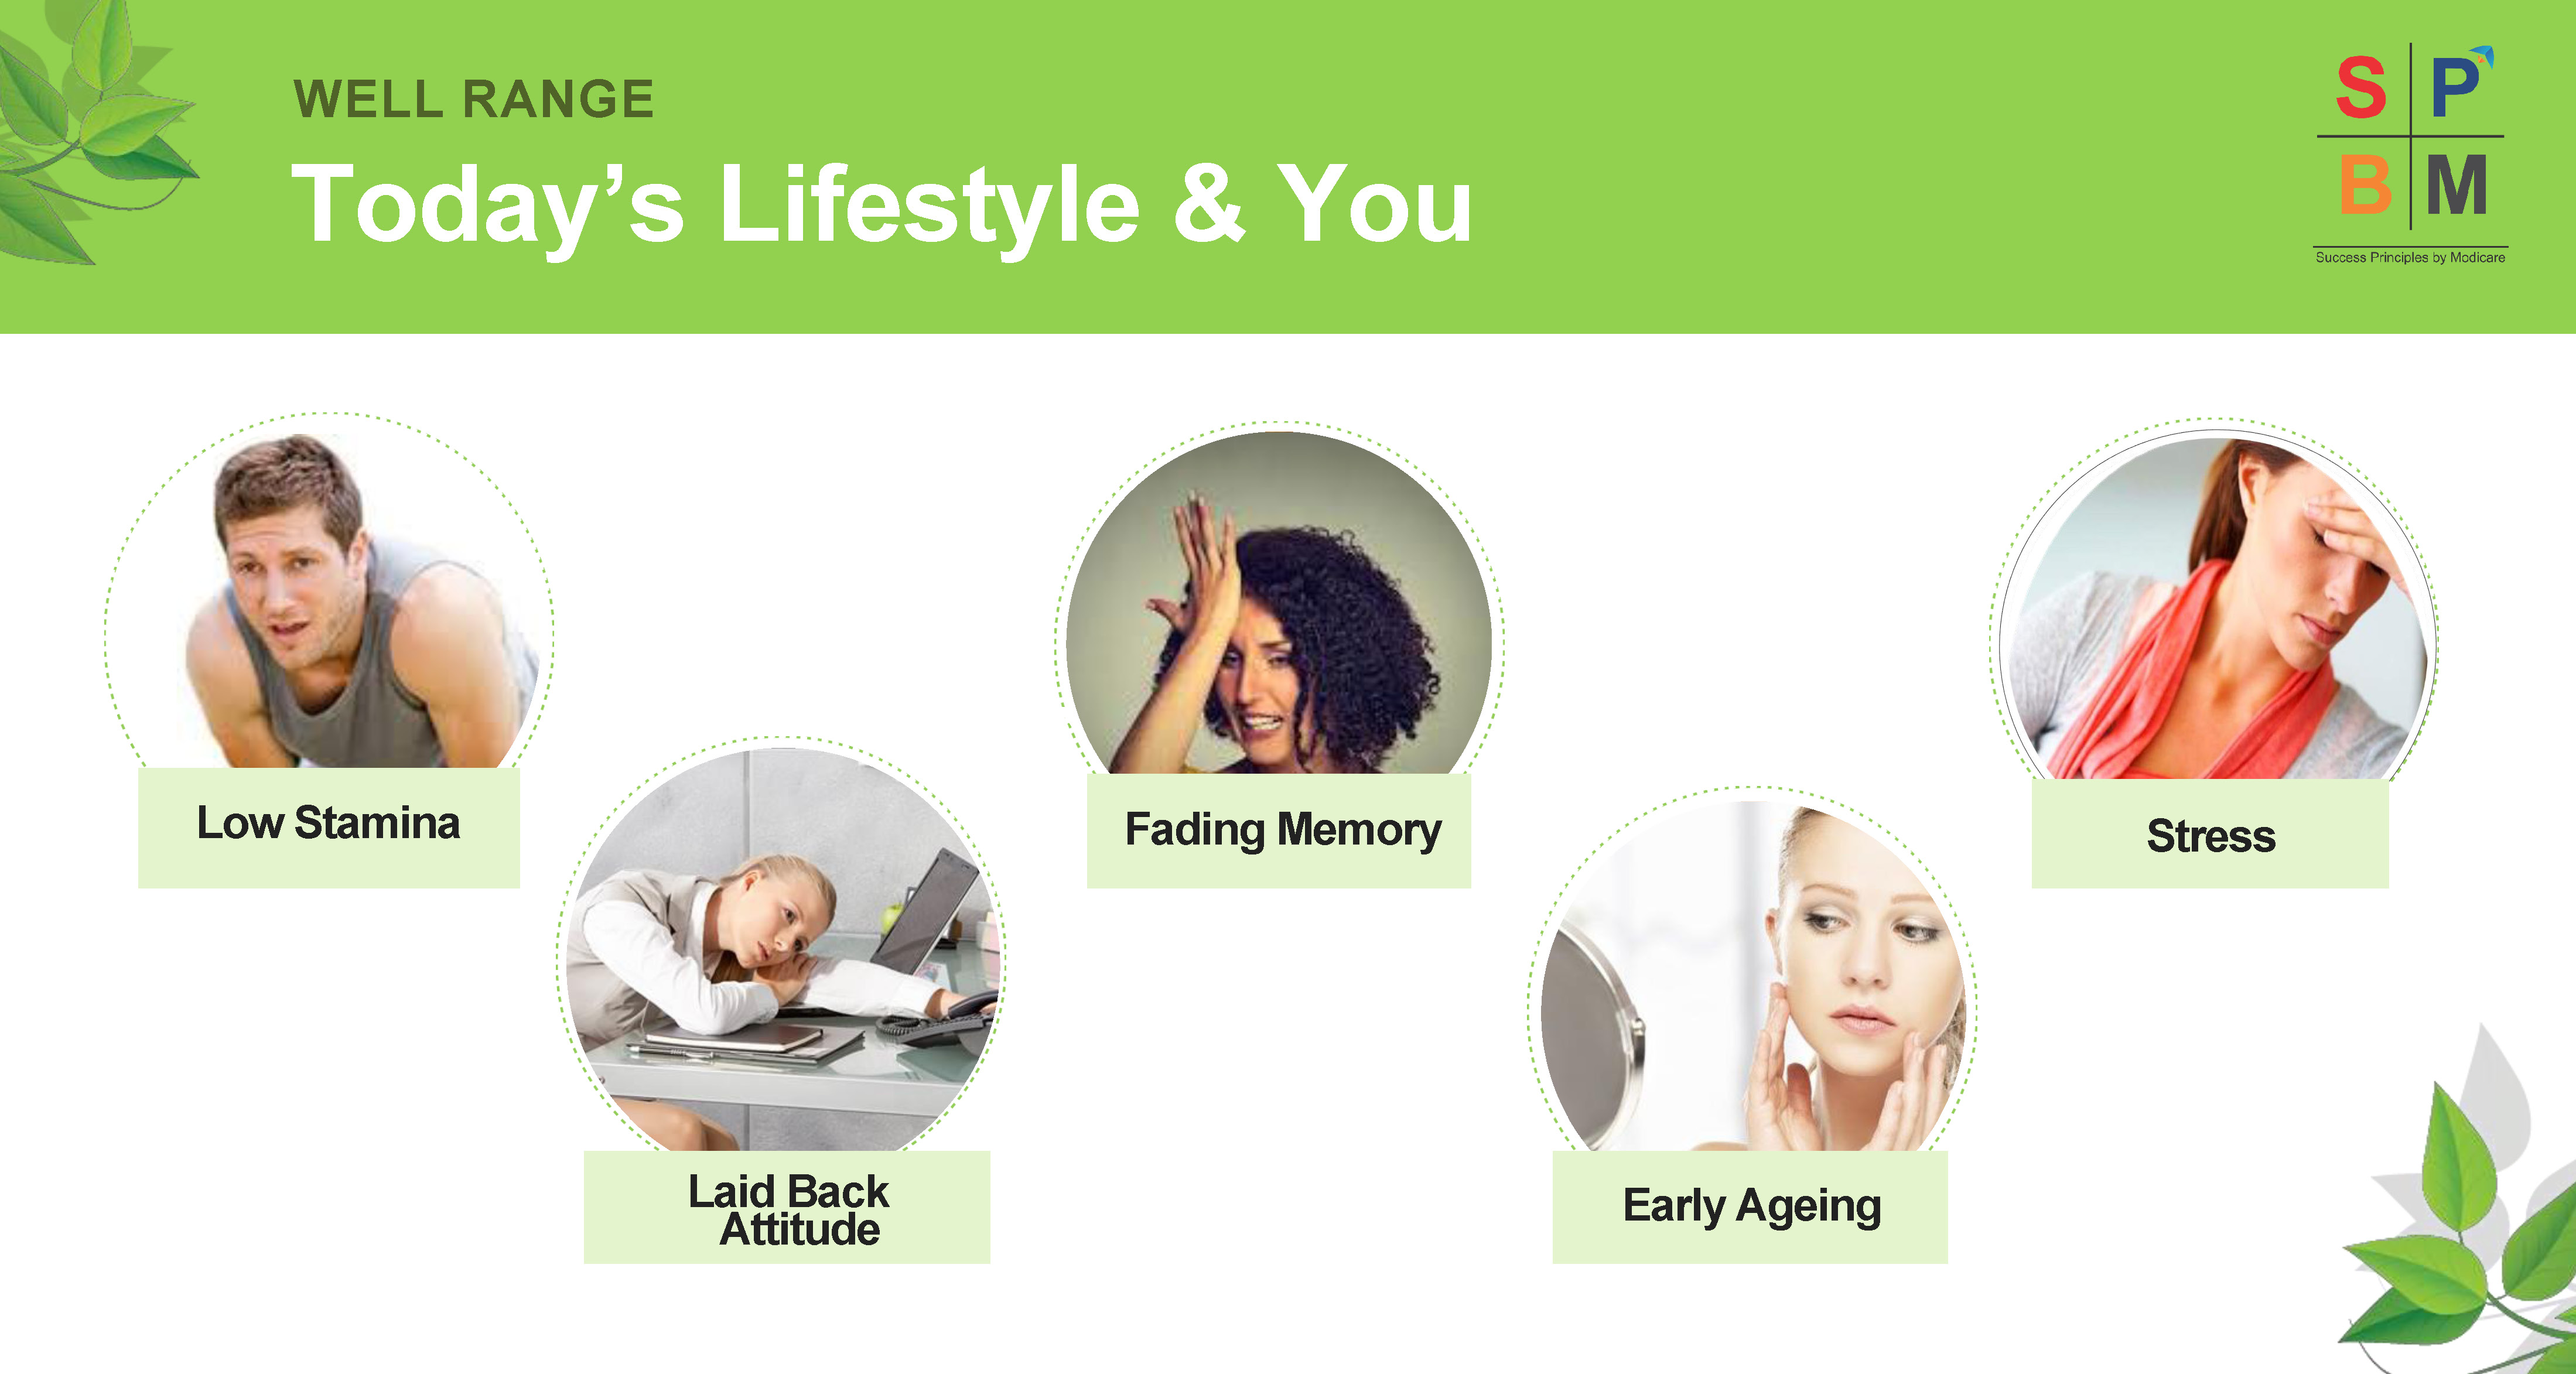 WELL RANGE
Today’s Lifestyle & You
S P
B M
Success Principles by Modicare
Low Stamina
Laid Back
Attitude
Fading Memory
Early Ageing
Stress